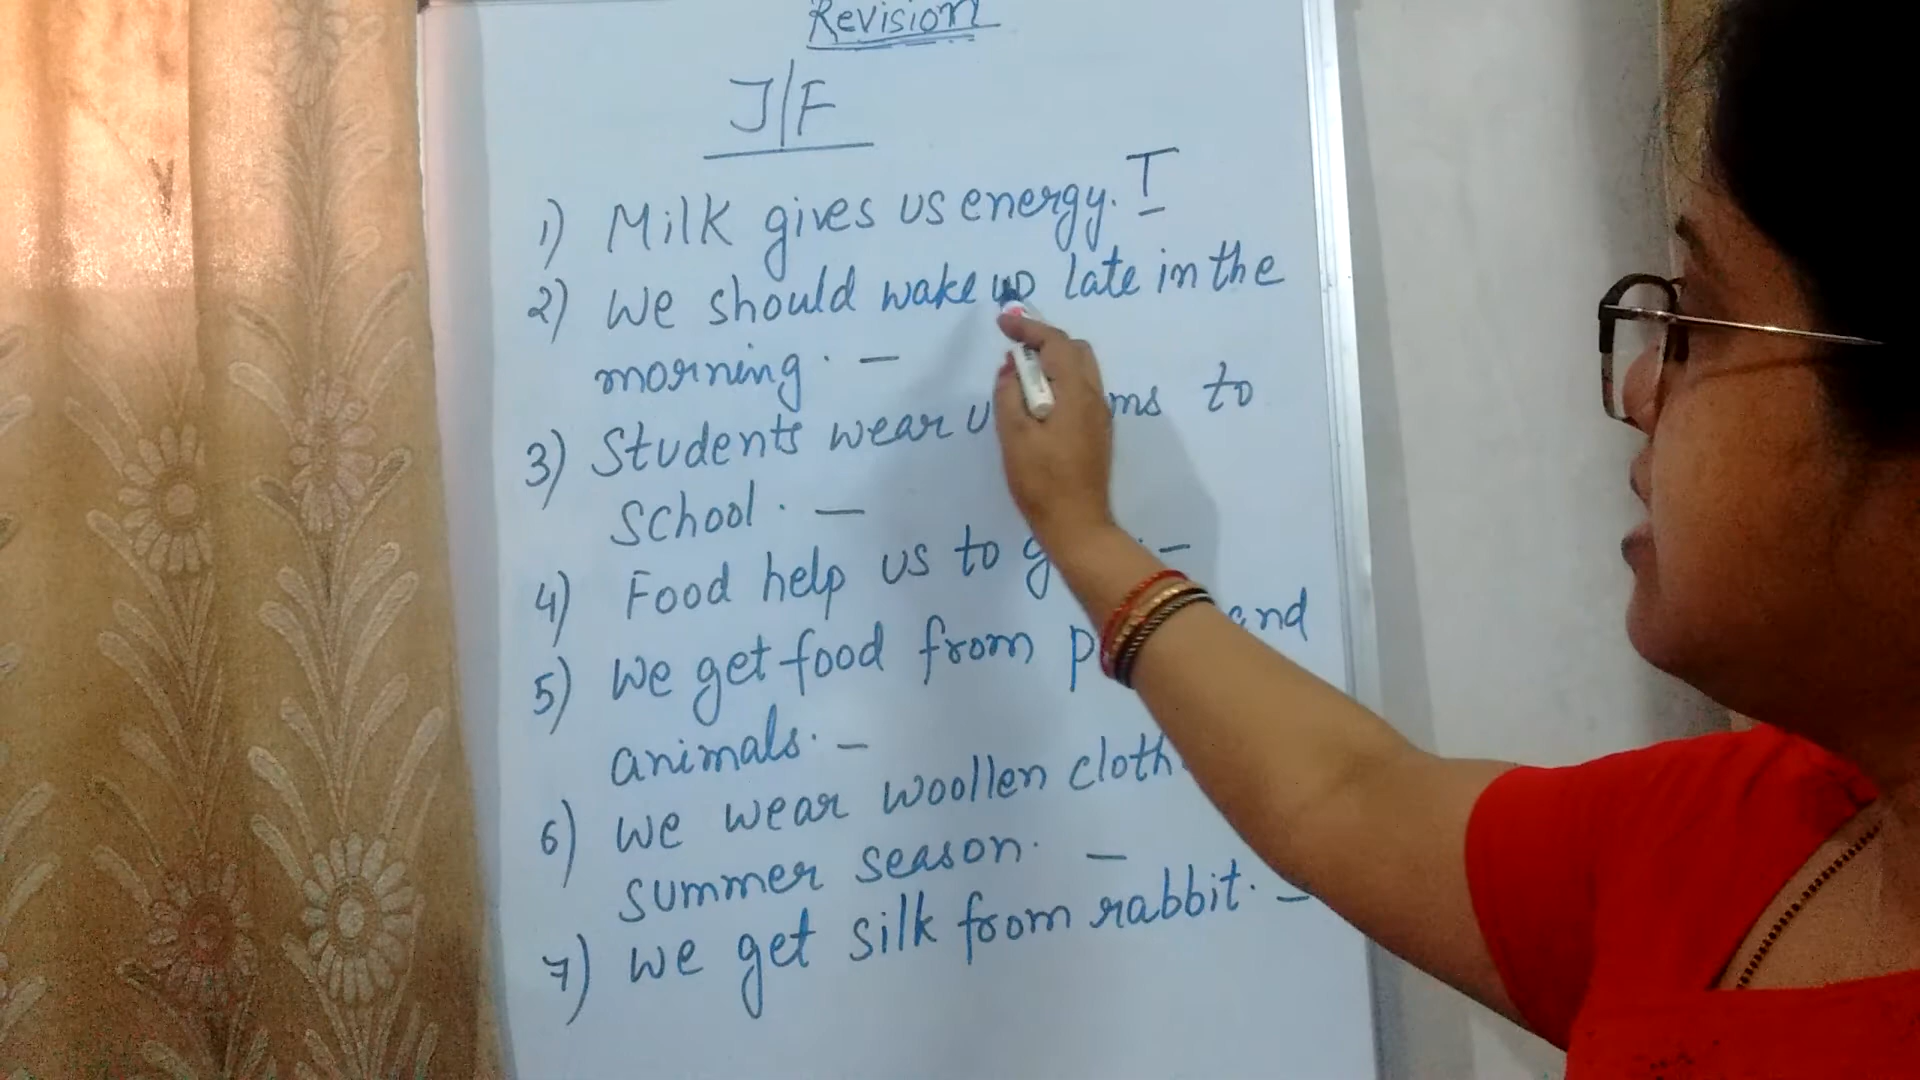 Revision
T/F
1) Milk gives us energy. T
2) We should wake up late in the
morning. —
3) Students wear to
School. —
4) Food help us to —
5) We get food from and
animals. —
6) We wear woollen
summer season. —
7) We get silk from rabbit. —